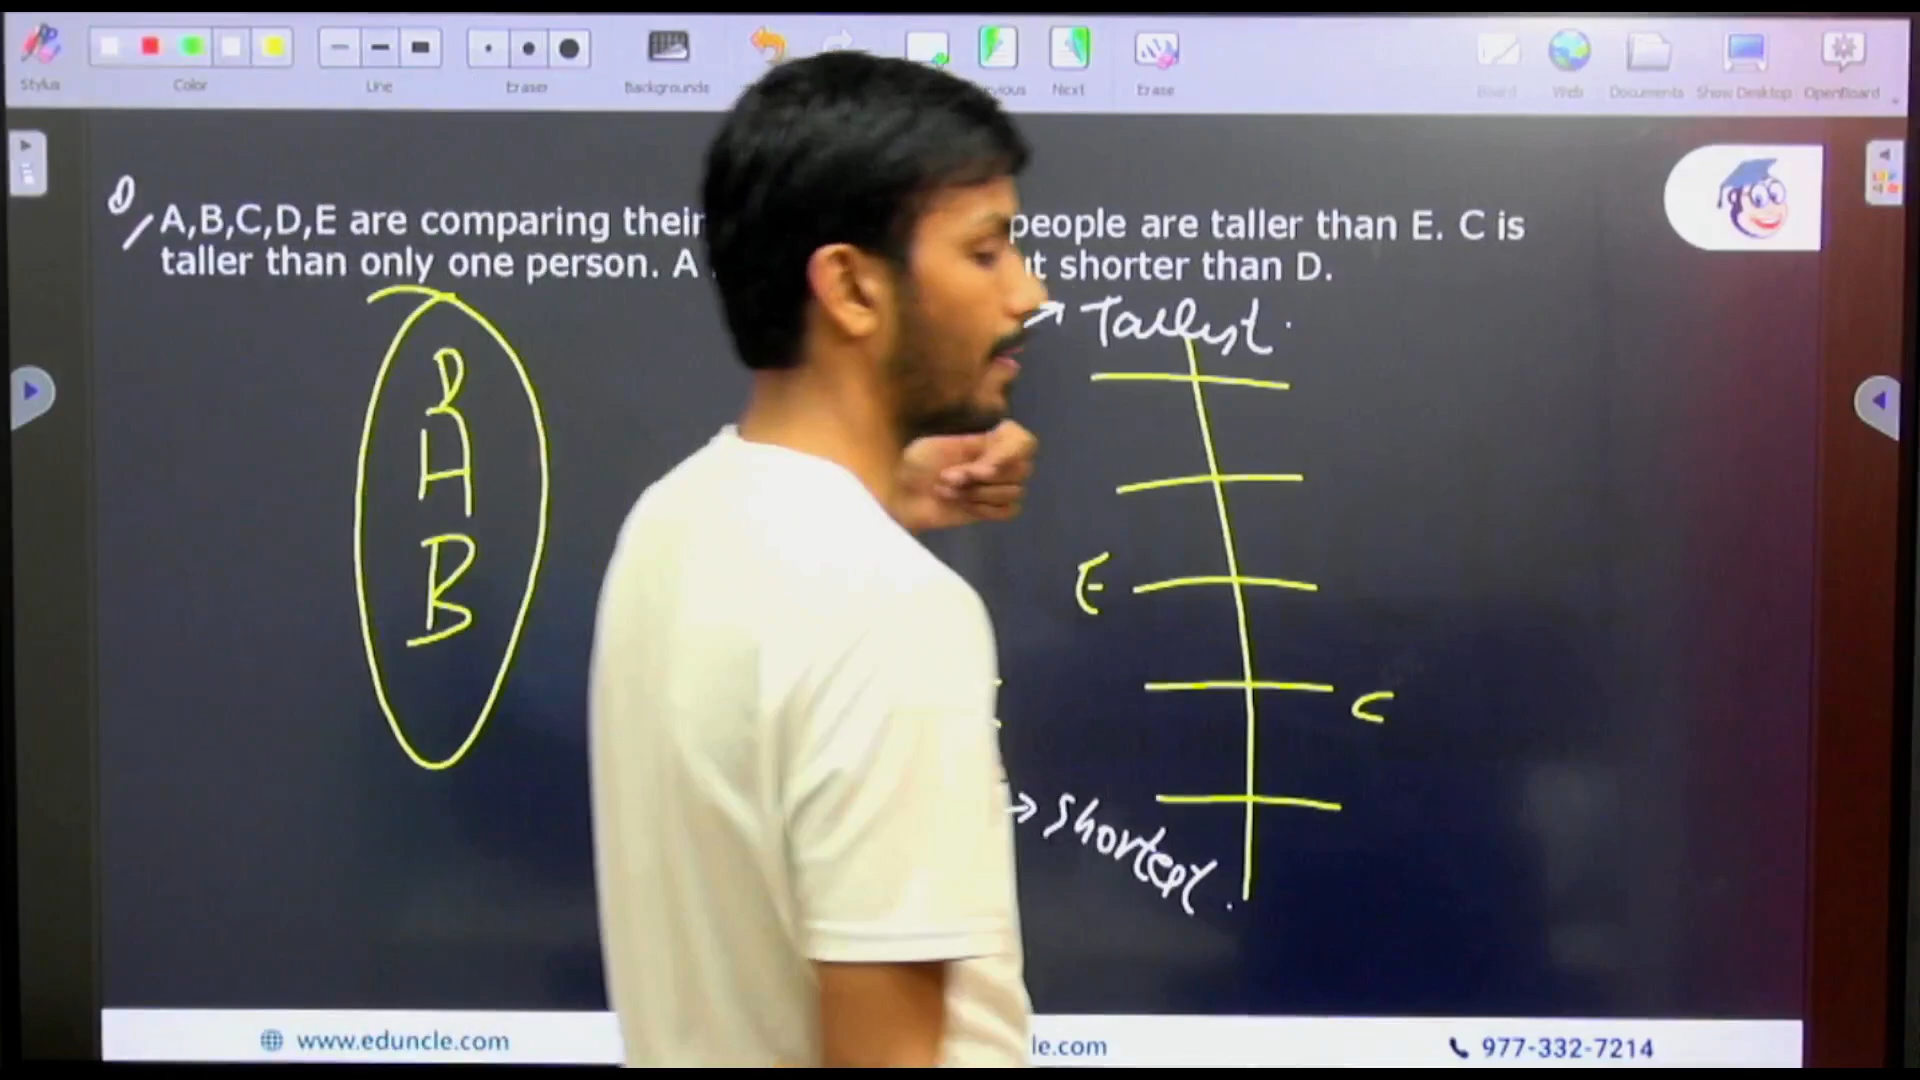 Stylus Color Line Eraser Backgrounds Next Erase Board Web Documents Show Desktop OpenBoard
A,B,C,D,E are comparing their people are taller than E. C is
taller than only one person. A t shorter than D.
Tallest.
D
A
B
E
C
Shortest.
www.eduncle.com le.com 977-332-7214